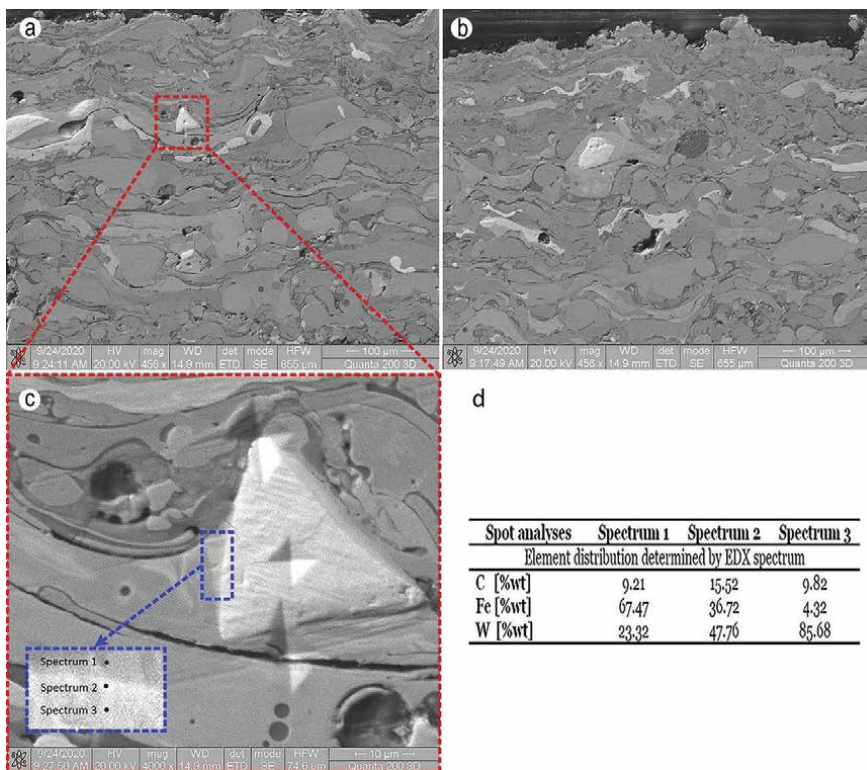 a
9/24/2020 HV mag WD det mode HFW 100 µm
9:24:11 AM 20.00 kV 456 x 14.9 mm ETD SE 655 µm Quanta 200 3D
b
9/24/2020 HV mag WD det mode HFW 100 µm
9:17:49 AM 20.00 kV 456 x 14.9 mm ETD SE 655 µm Quanta 200 3D
c
Spectrum 1
Spectrum 2
Spectrum 3
9/24/2020 HV mag WD det mode HFW 10 µm
9:27:50 AM 20.00 kV 4000 x 14.9 mm ETD SE 74.6 µm Quanta 200 3D
d
Spot analyses Spectrum 1 Spectrum 2 Spectrum 3
Element distribution determined by EDX spectrum
C [%wt] 9.21 15.52 9.82
Fe [%wt] 67.47 36.72 4.32
W [%wt] 23.32 47.76 85.68